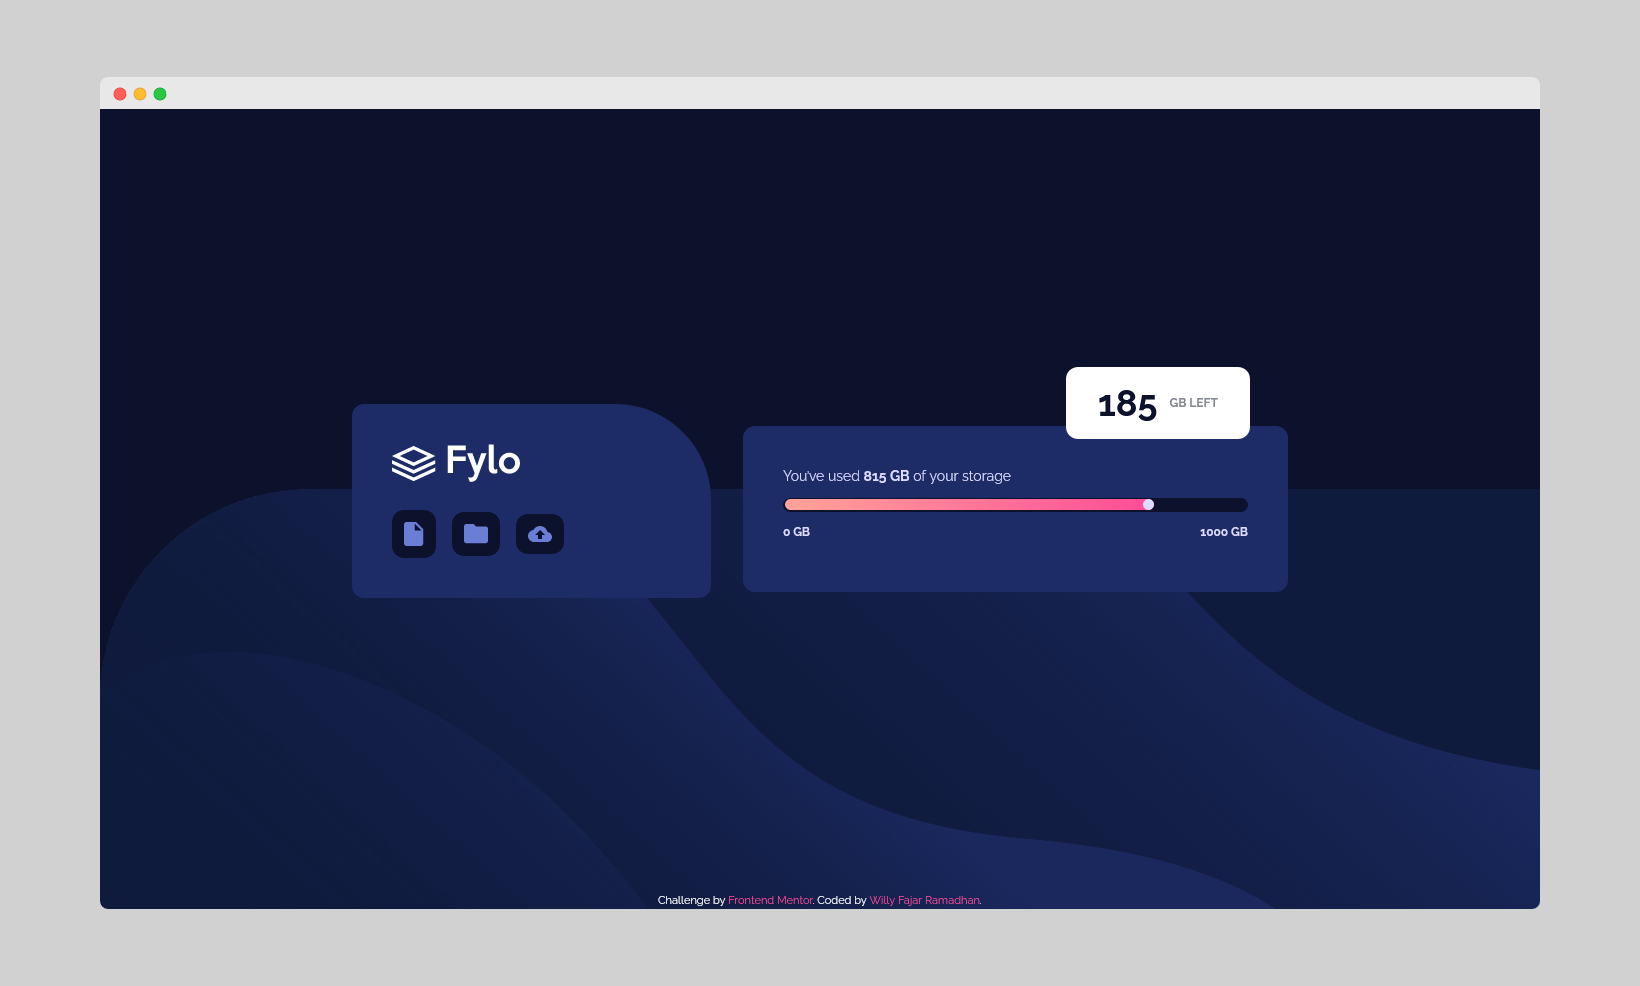 Fylo
185 GB LEFT
You've used 815 GB of your storage
0 GB 1000 GB
Challenge by Frontend Mentor. Coded by Willy Fajar Ramadhan.